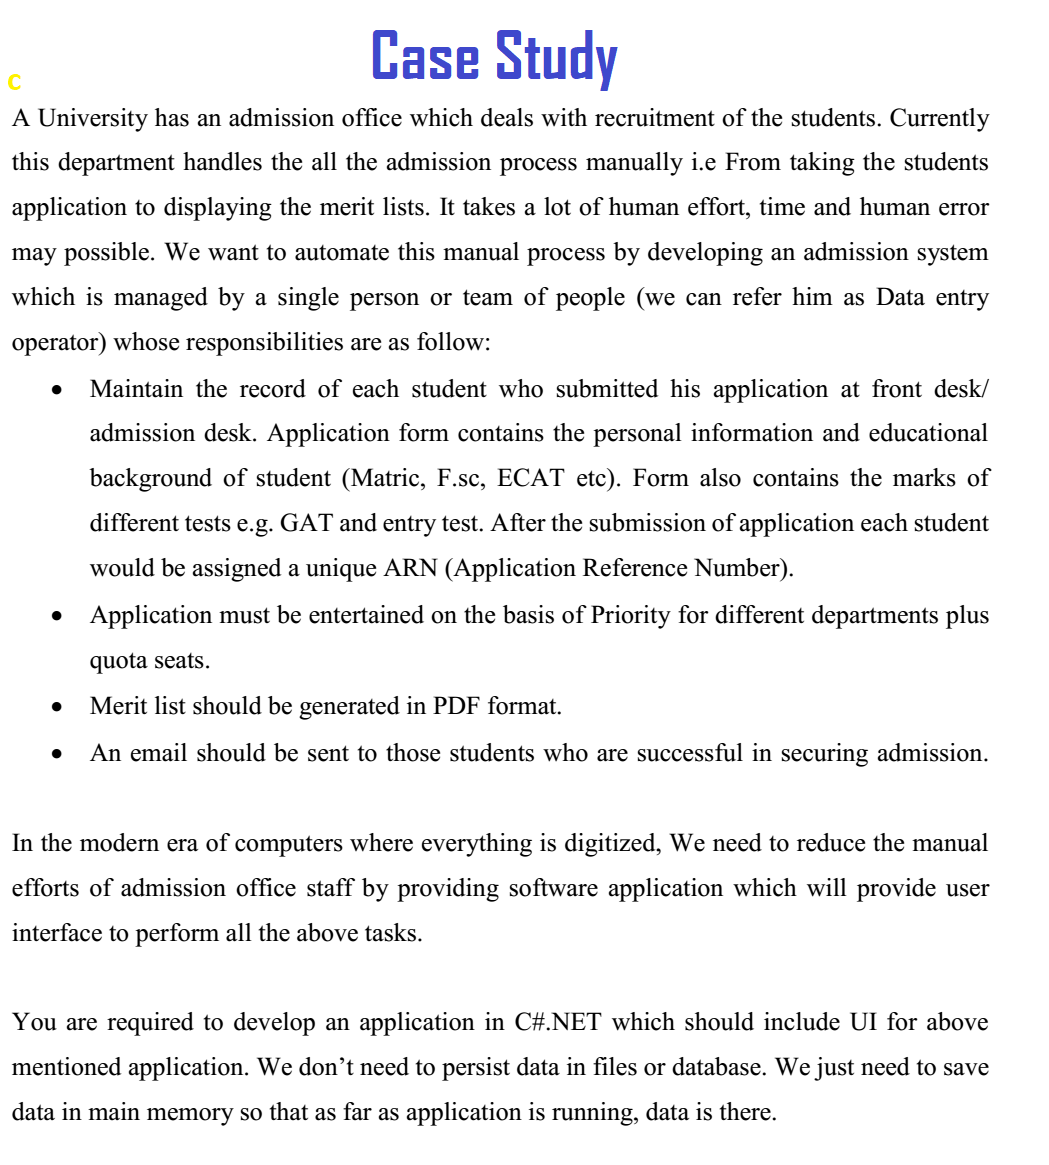 Case Study
c
A University has an admission office which deals with recruitment of the students. Currently
this department handles the all the admission process manually i.e From taking the students
application to displaying the merit lists. It takes a lot of human effort, time and human error
may possible. We want to automate this manual process by developing an admission system
which is managed by a single person or team of people (we can refer him as Data entry
operator) whose responsibilities are as follow:
• Maintain the record of each student who submitted his application at front desk/
admission desk. Application form contains the personal information and educational
background of student (Matric, F.sc, ECAT etc). Form also contains the marks of
different tests e.g. GAT and entry test. After the submission of application each student
would be assigned a unique ARN (Application Reference Number).
• Application must be entertained on the basis of Priority for different departments plus
quota seats.
• Merit list should be generated in PDF format.
• An email should be sent to those students who are successful in securing admission.
In the modern era of computers where everything is digitized, We need to reduce the manual
efforts of admission office staff by providing software application which will provide user
interface to perform all the above tasks.
You are required to develop an application in C#.NET which should include UI for above
mentioned application. We don’t need to persist data in files or database. We just need to save
data in main memory so that as far as application is running, data is there.